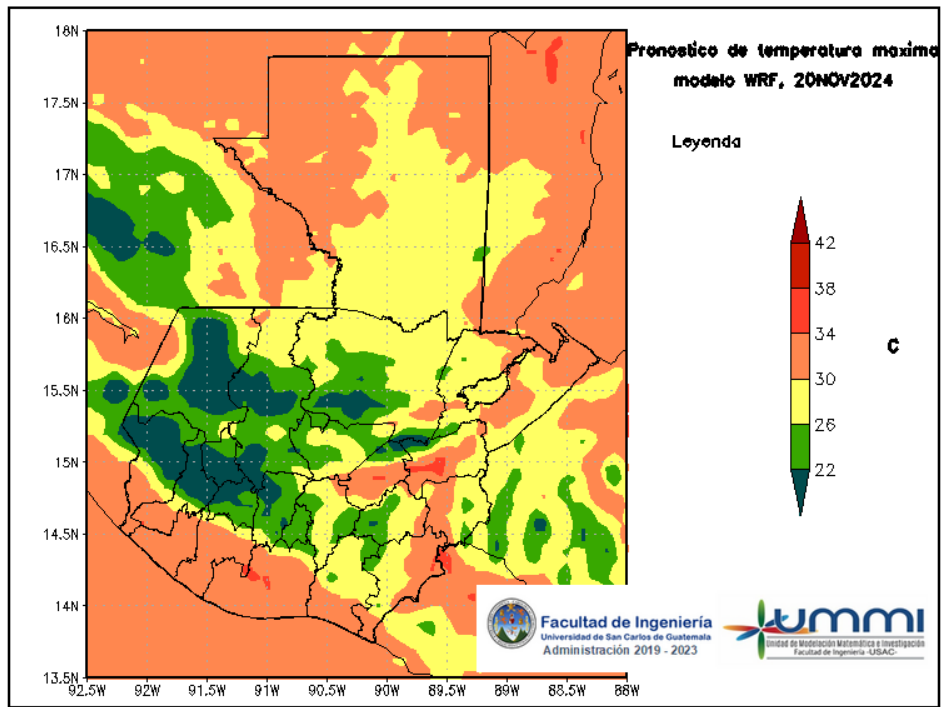 Pronostico de temperatura maxima
modelo WRF, 20NOV2024
Leyenda
42
38
34
30
26
22
C
18N
17.5N
17N
16.5N
16N
15.5N
15N
14.5N
14N
13.5N
92.5W
92W
91.5W
91W
90.5W
90W
89.5W
89W
88.5W
88W
Facultad de Ingeniería
Universidad de San Carlos de Guatemala
Administración 2019 - 2023
UMMI
Unidad de Modelación Matemática e Investigación
Facultad de Ingeniería -USAC-